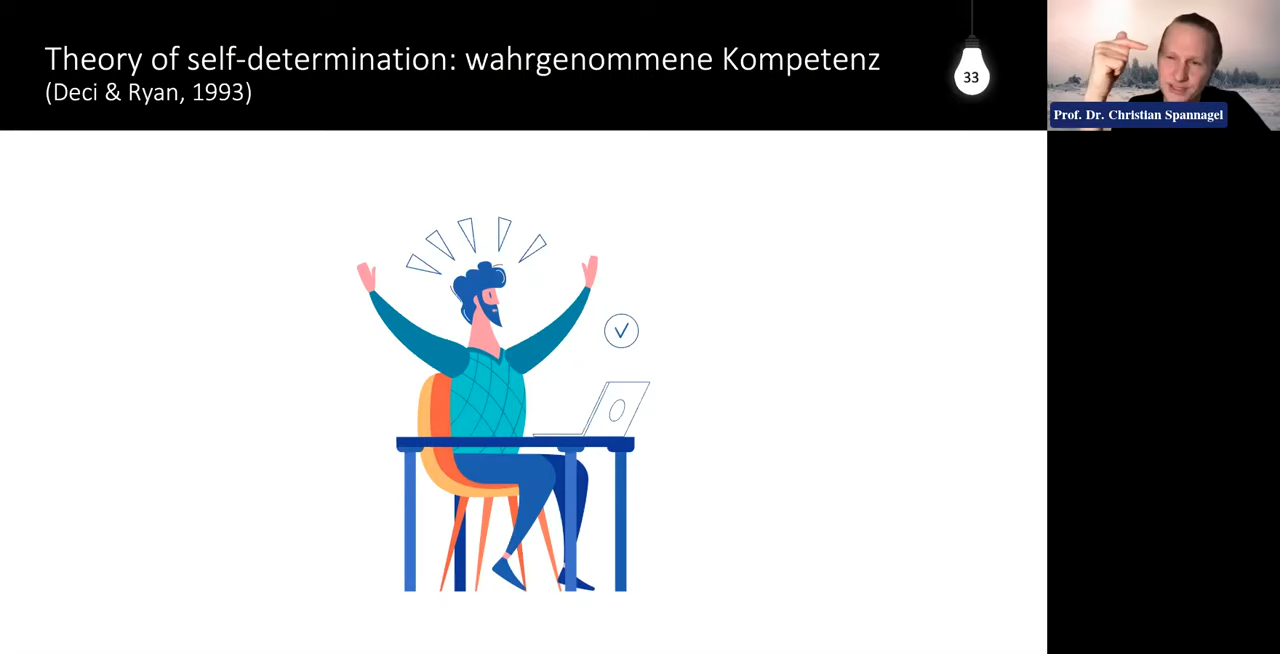 Theory of self-determination: wahrgenommene Kompetenz
(Deci & Ryan, 1993)
33
Prof. Dr. Christian Spannagel